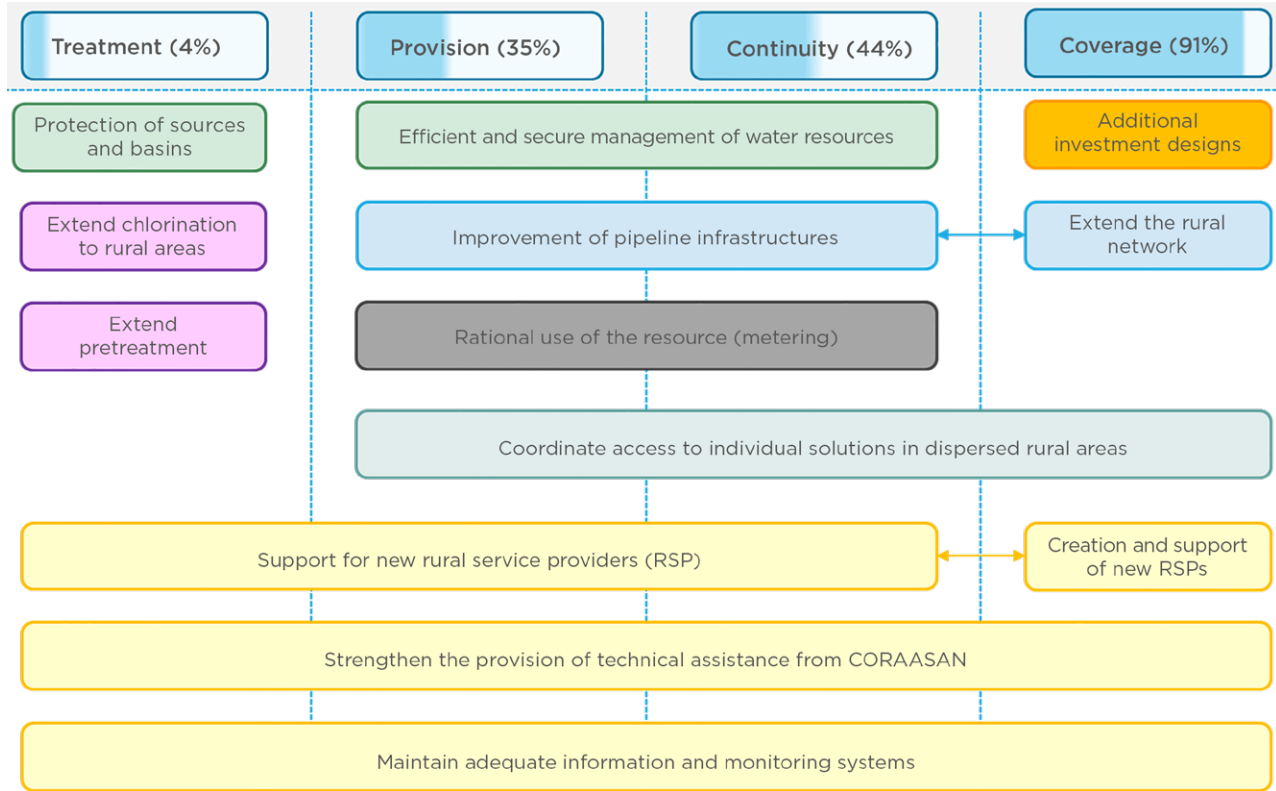 Treatment (4%)
Provision (35%)
Continuity (44%)
Coverage (91%)
Protection of sources
and basins
Efficient and secure management of water resources
Additional
investment designs
Extend chlorination
to rural areas
Improvement of pipeline infrastructures
Extend the rural
network
Extend
pretreatment
Rational use of the resource (metering)
Coordinate access to individual solutions in dispersed rural areas
Support for new rural service providers (RSP)
Creation and support
of new RSPs
Strengthen the provision of technical assistance from CORAASAN
Maintain adequate information and monitoring systems